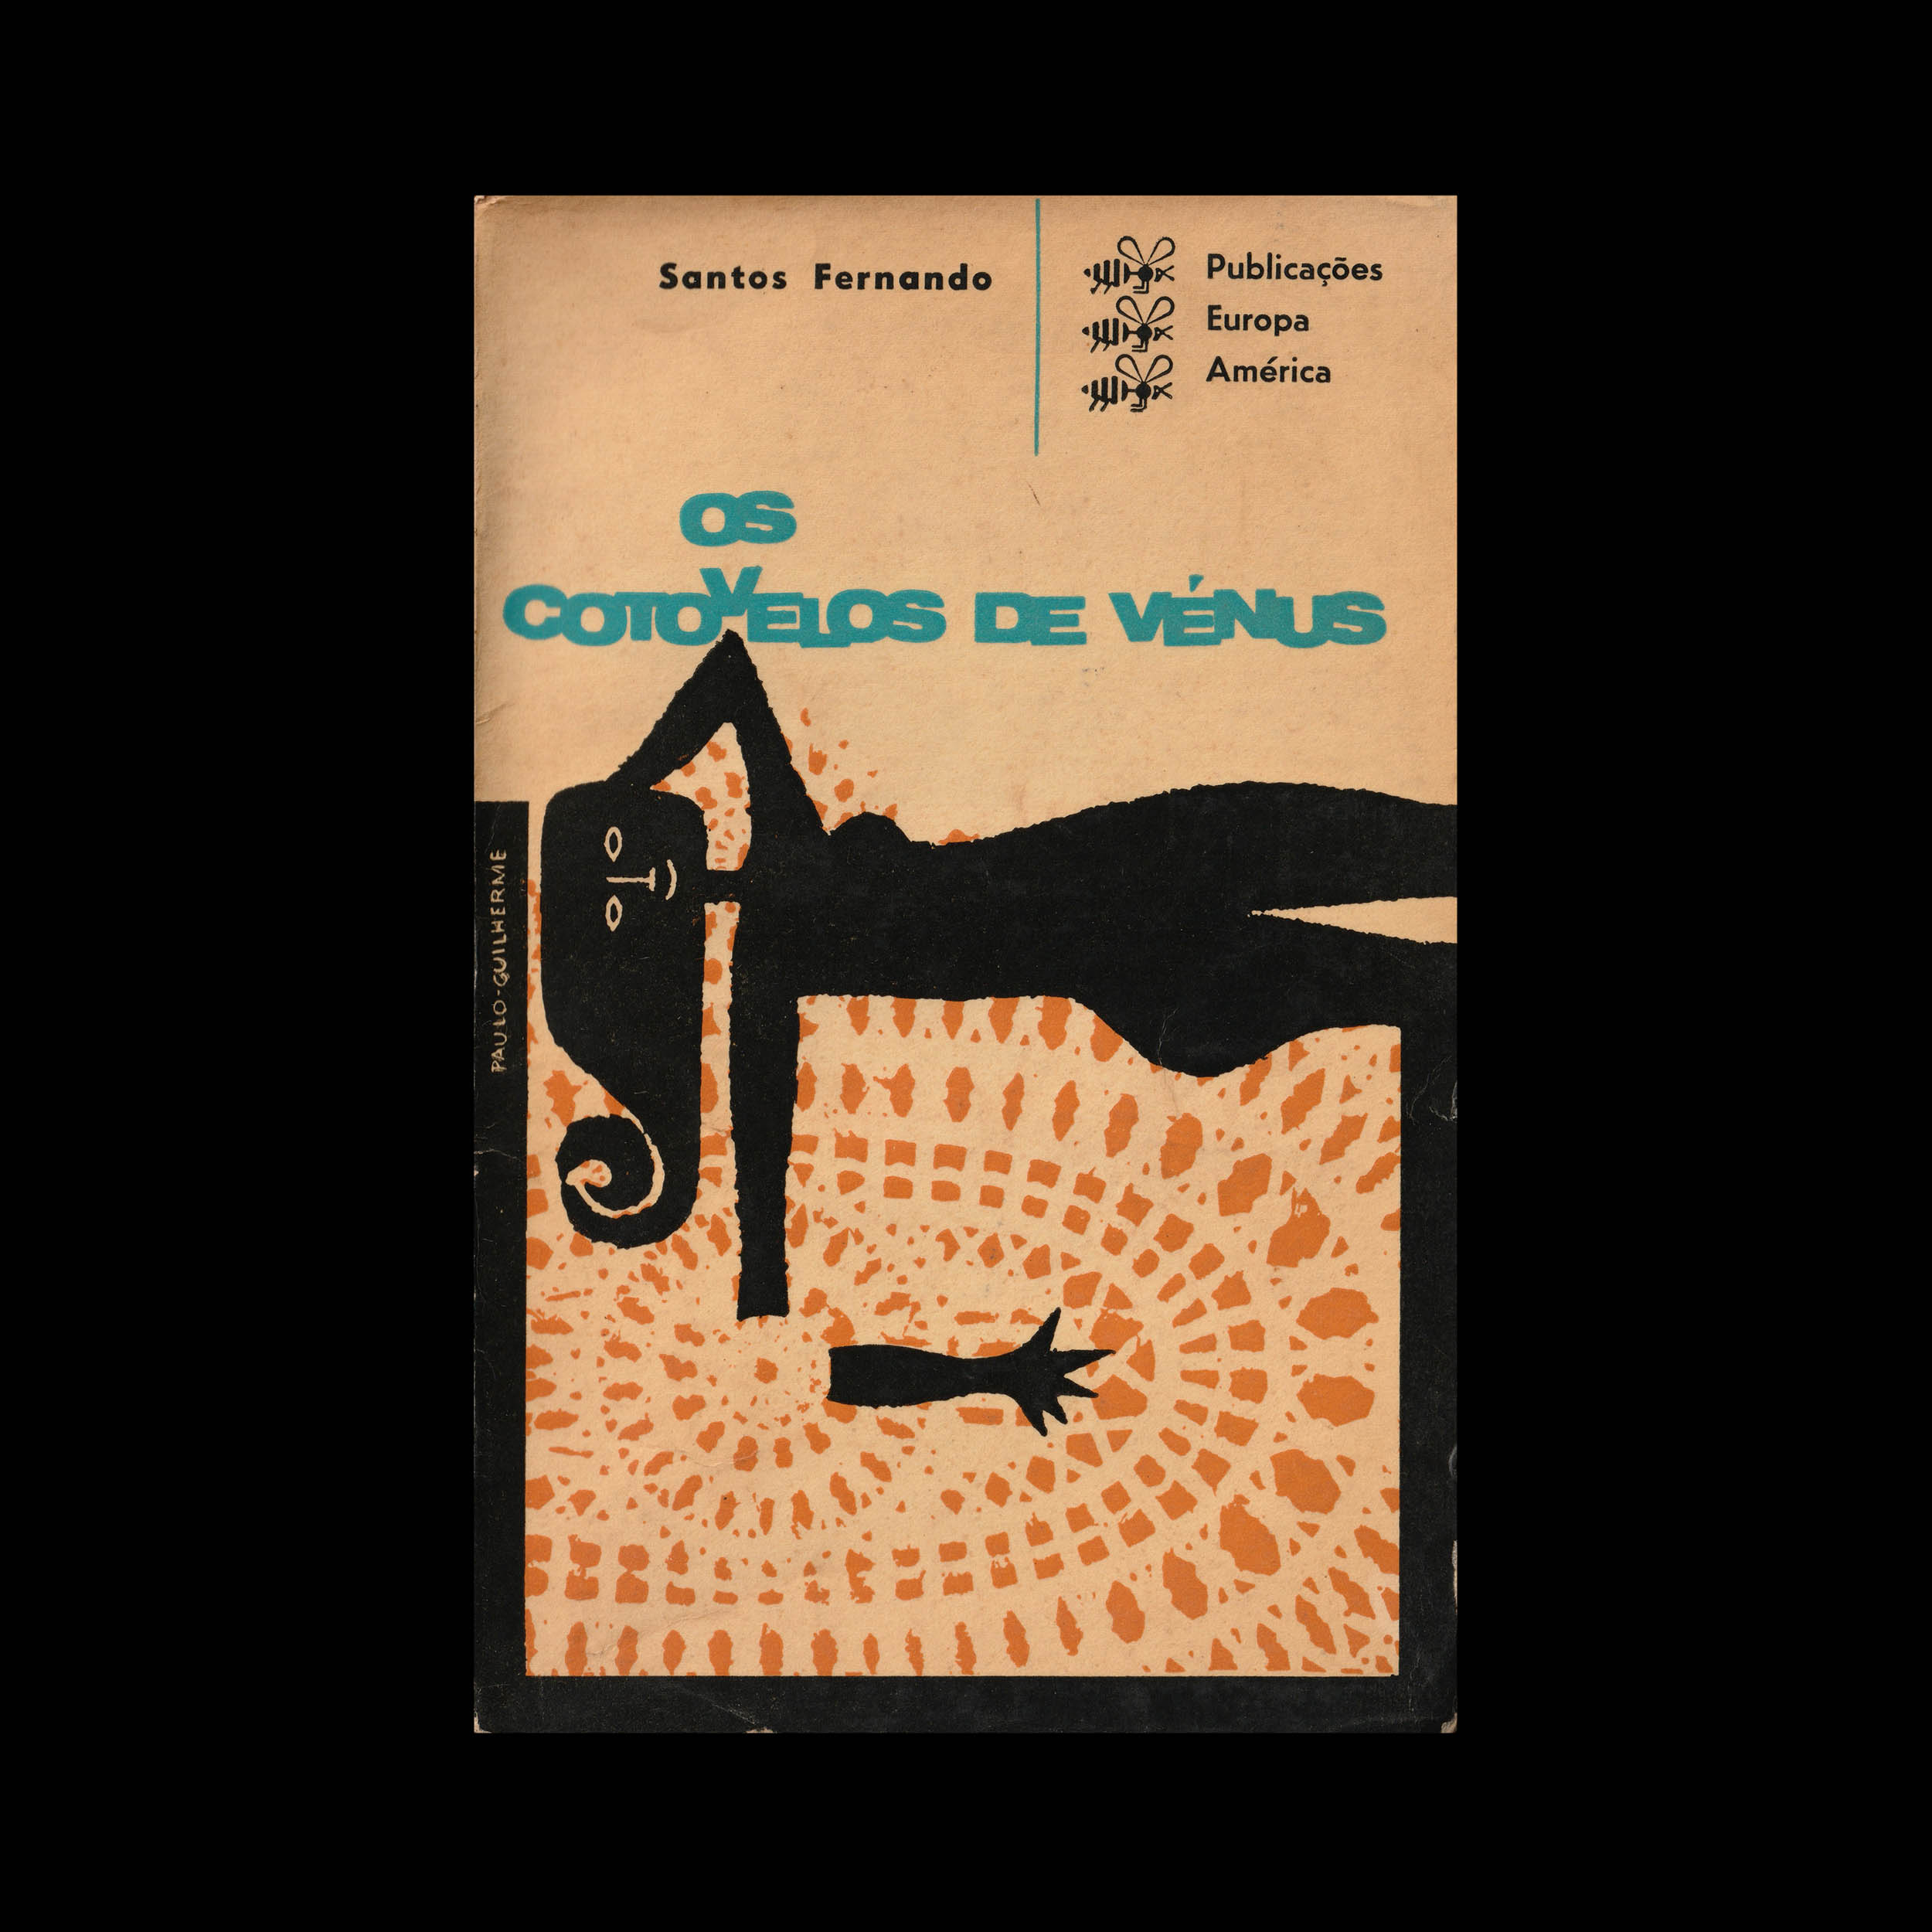 Santos Fernando
Publicações
Europa
América
OS
COTOVELOS DE VÉNUS
PAULO-GUILHERME